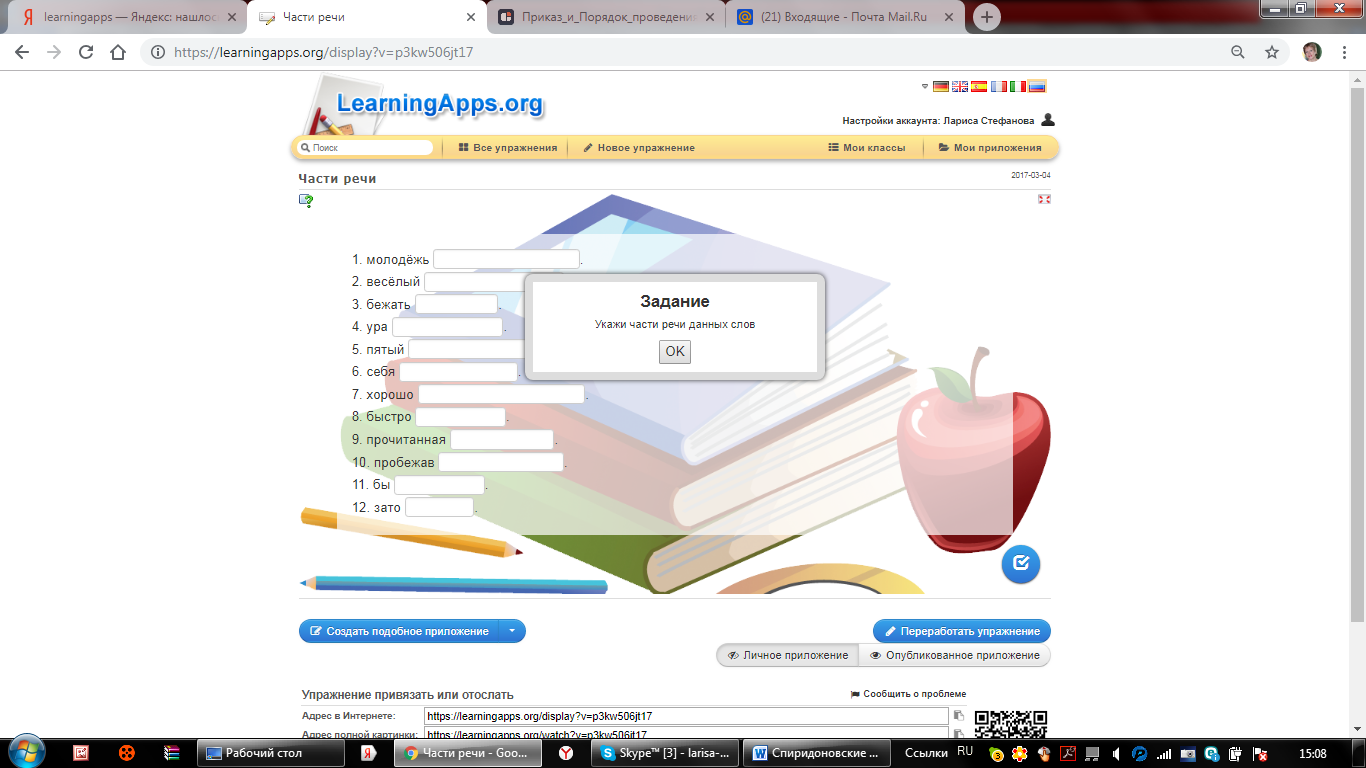 learningapps — Яндекс: нашлос
Части речи
Приказ_и_Порядок_проведения
(21) Входящие - Почта Mail.Ru
https://learningapps.org/display?v=p3kw506jt17
LearningApps.org
Настройки аккаунта: Лариса Стефанова
Поиск
Все упражнения
Новое упражнение
Мои классы
Мои приложения
Части речи
2017-03-04
1. молодёжь .
2. весёлый
3. бежать .
4. ура .
5. пятый
6. себя .
7. хорошо .
8. быстро .
9. прочитанная .
10. пробежав .
11. бы .
12. зато .
Задание
Укажи части речи данных слов
OK
Создать подобное приложение
Переработать упражнение
Личное приложение
Опубликованное приложение
Упражнение привязать или отослать
Сообщить о проблеме
Адрес в Интернете: https://learningapps.org/display?v=p3kw506jt17
Адрес полной картинки: https://learningapps.org/watch?v=p3kw506jt17
Рабочий стол
Части речи - Goo...
Skype™ [3] - larisa-...
Спиридоновские ...
Ссылки
RU
15:08